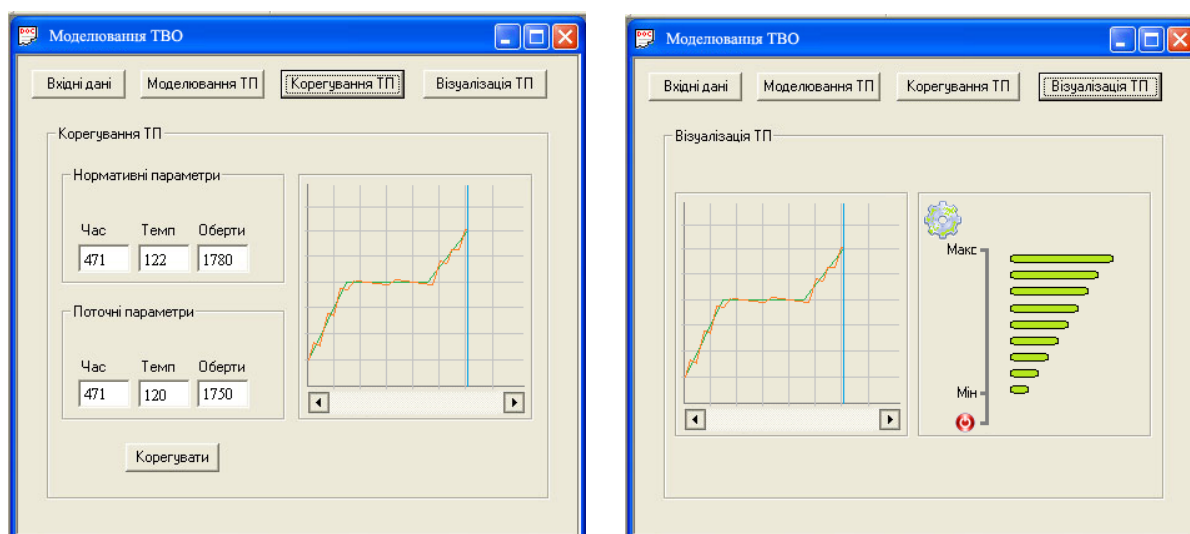 Моделювання ТВО
Вхідні дані Моделювання ТП Корегування ТП Візуалізація ТП
Корегування ТП
Нормативні параметри
Час Темп Оберти
471 122 1780
Поточні параметри
Час Темп Оберти
471 120 1750
Корегувати
Моделювання ТВО
Вхідні дані Моделювання ТП Корегування ТП Візуалізація ТП
Візуалізація ТП
Макс
Мін